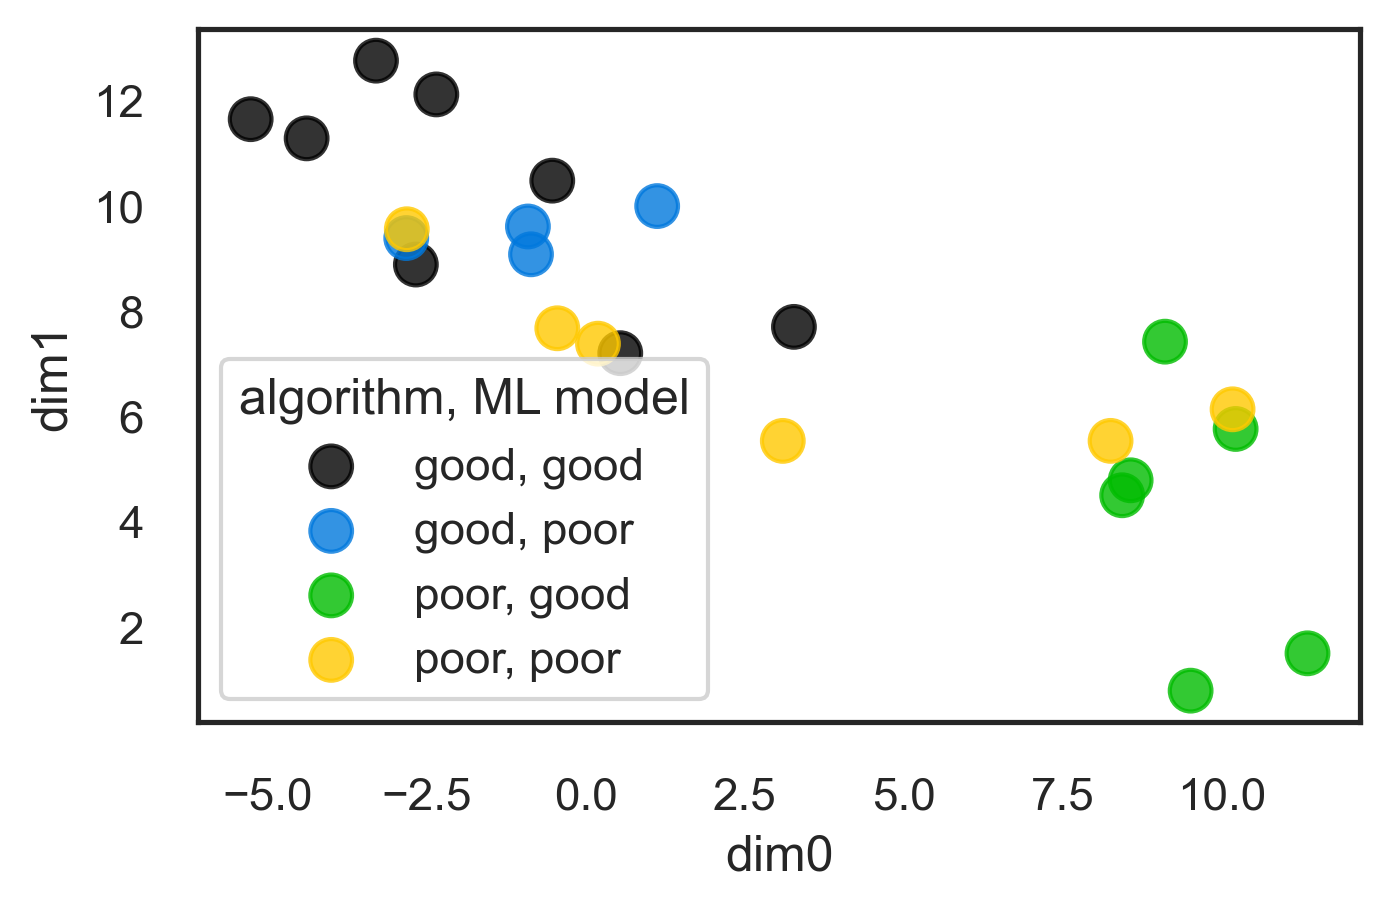 12
10
8
6
4
2
dim1
algorithm, ML model
good, good
good, poor
poor, good
poor, poor
−5.0 −2.5 0.0 2.5 5.0 7.5 10.0
dim0